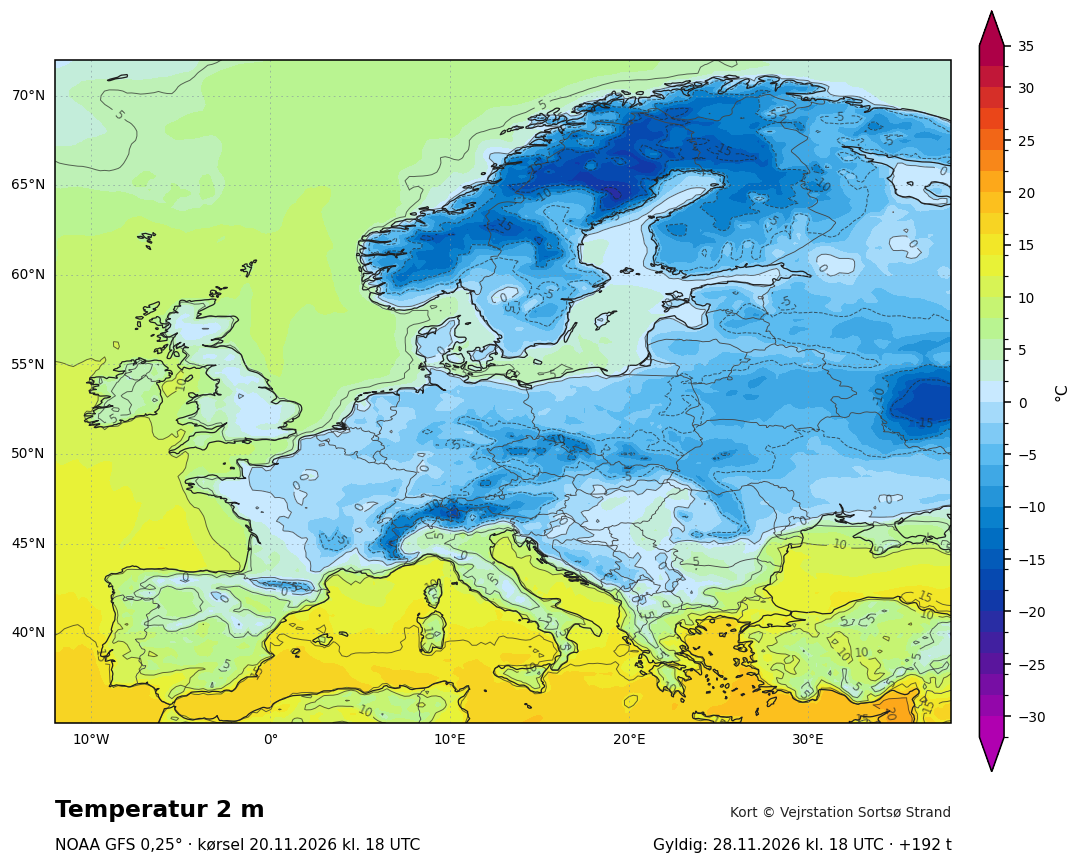 70°N
65°N
60°N
55°N
50°N
45°N
40°N
10°W 0° 10°E 20°E 30°E
35
30
25
20
15
10
5
0
−5
−10
−15
−20
−25
−30
°C
Temperatur 2 m
Kort © Vejrstation Sortsø Strand
NOAA GFS 0,25° · kørsel 20.11.2026 kl. 18 UTC
Gyldig: 28.11.2026 kl. 18 UTC · +192 t